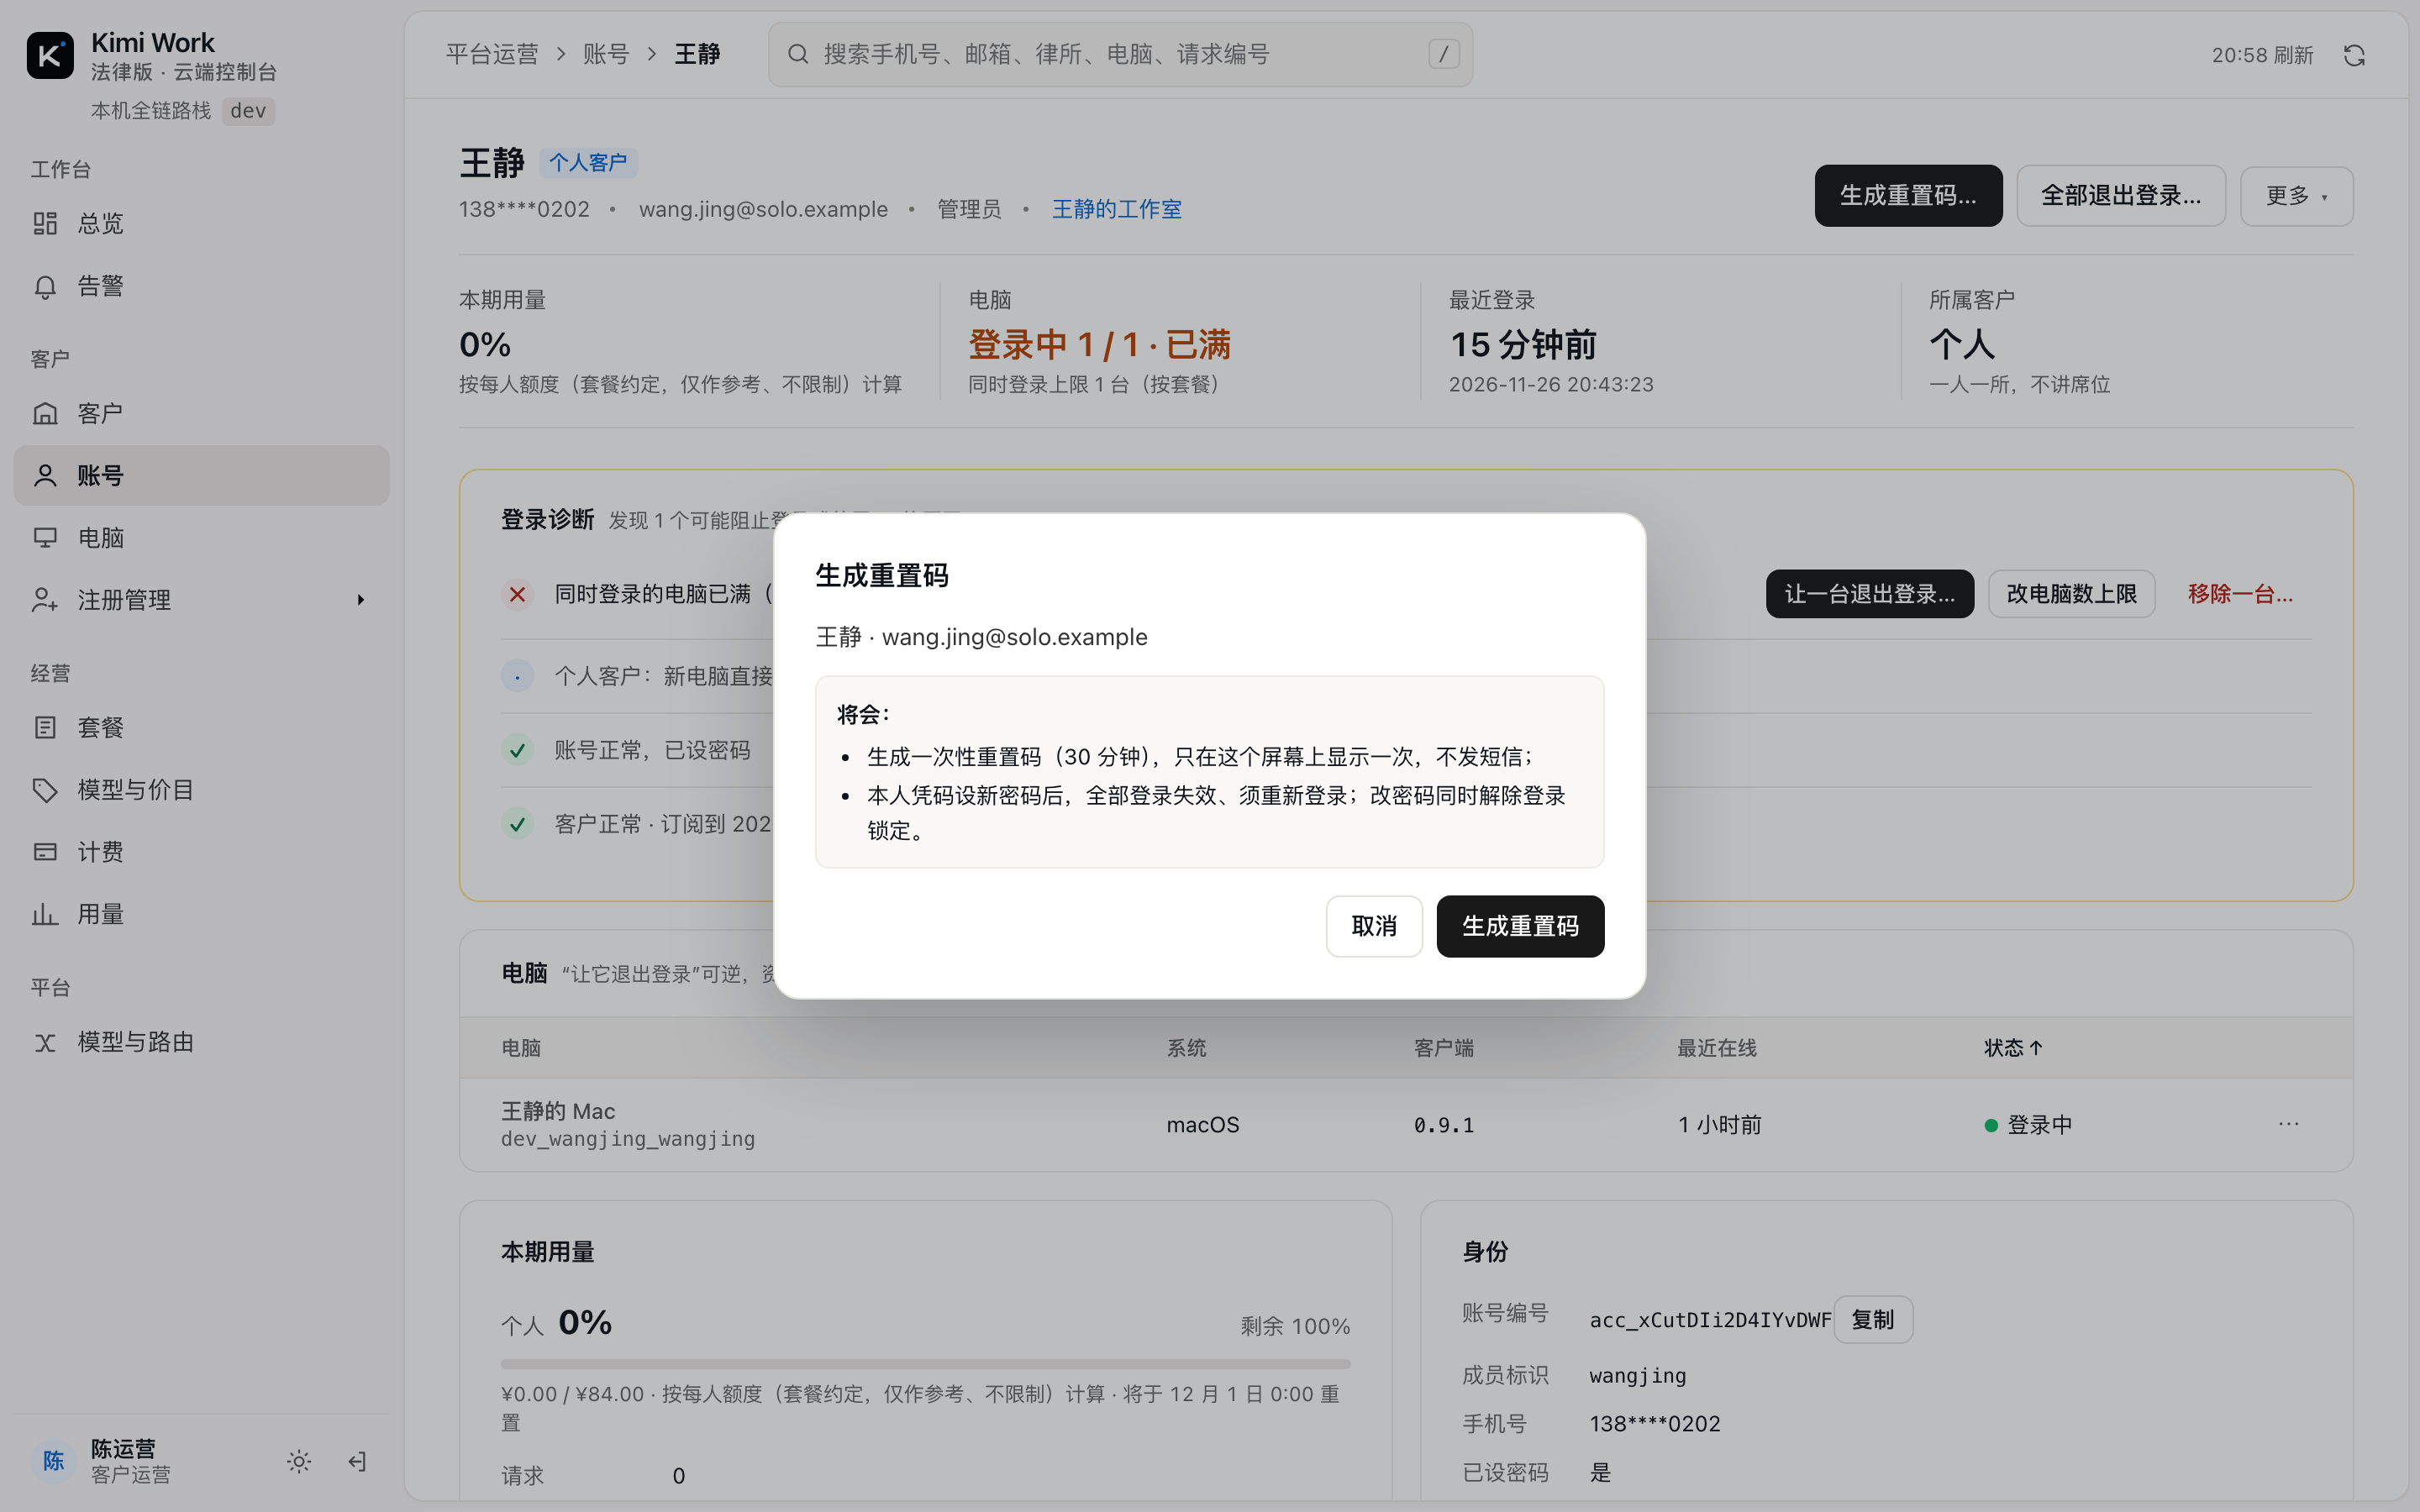 Kimi Work
法律版 · 云端控制台
本机全链路栈 dev
工作台
总览
告警
客户
客户
账号
电脑
注册管理
经营
套餐
模型与价目
计费
用量
平台
模型与路由
陈 陈运营
客户运营
平台运营 > 账号 > 王静
搜索手机号、邮箱、律所、电脑、请求编号 /
20:58 刷新
王静 个人客户
138****0202 • wang.jing@solo.example • 管理员 • 王静的工作室
生成重置码... 全部退出登录... 更多
本期用量
0%
按每人额度（套餐约定，仅作参考、不限制）计算
电脑
登录中 1 / 1 · 已满
同时登录上限 1 台（按套餐）
最近登录
15 分钟前
2026-11-26 20:43:23
所属客户
个人
一人一所，不讲席位
登录诊断 发现 1 个可能阻止登
同时登录的电脑已满（
让一台退出登录... 改电脑数上限 移除一台...
个人客户：新电脑直接
账号正常，已设密码
客户正常 · 订阅到 202
生成重置码
王静 · wang.jing@solo.example
将会：
• 生成一次性重置码（30 分钟），只在这个屏幕上显示一次，不发短信；
• 本人凭码设新密码后，全部登录失效、须重新登录；改密码同时解除登录
锁定。
取消 生成重置码
电脑 “让它退出登录”可逆，
电脑 系统 客户端 最近在线 状态 ↑
王静的 Mac
dev_wangjing_wangjing
macOS 0.9.1 1 小时前 登录中 ···
本期用量
个人 0% 剩余 100%
¥0.00 / ¥84.00 · 按每人额度（套餐约定，仅作参考、不限制）计算 · 将于 12 月 1 日 0:00 重
置
请求 0
身份
账号编号 acc_xCutDIi2D4IYvDWF 复制
成员标识 wangjing
手机号 138****0202
已设密码 是